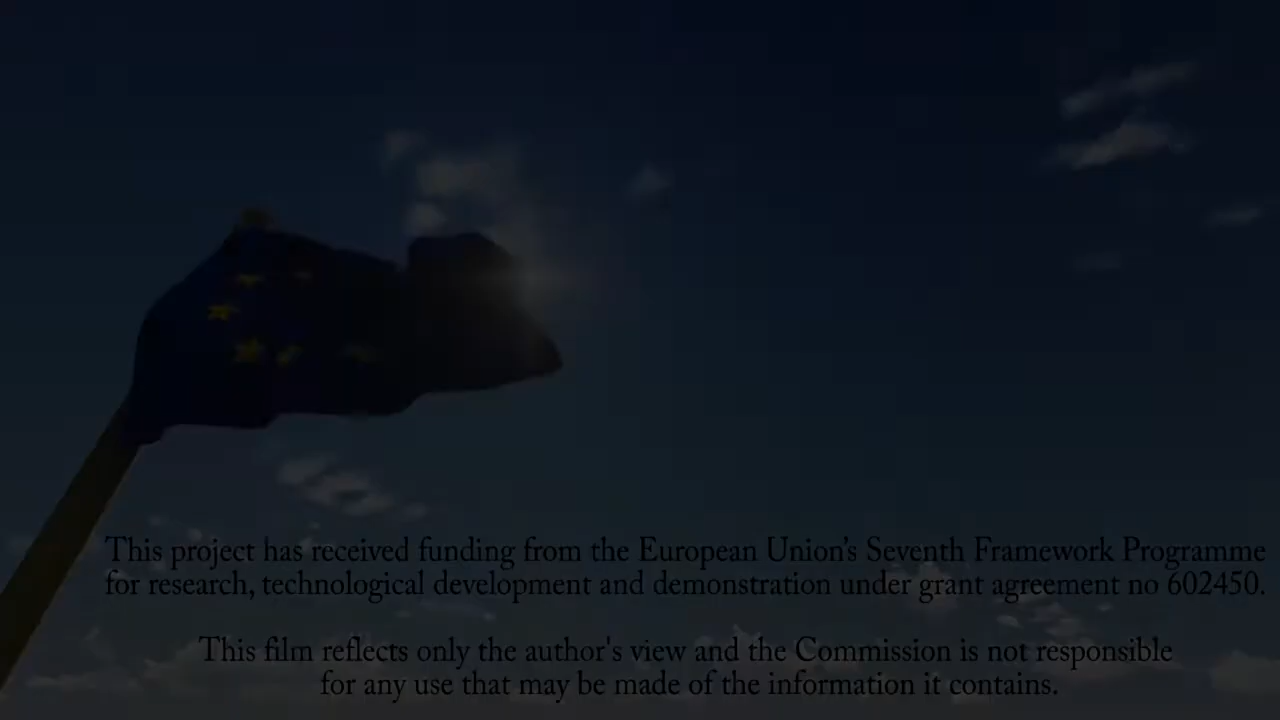 This project has received funding from the European Union’s Seventh Framework Programme
for research, technological development and demonstration under grant agreement no 602450.
This film reflects only the author's view and the Commission is not responsible
for any use that may be made of the information it contains.